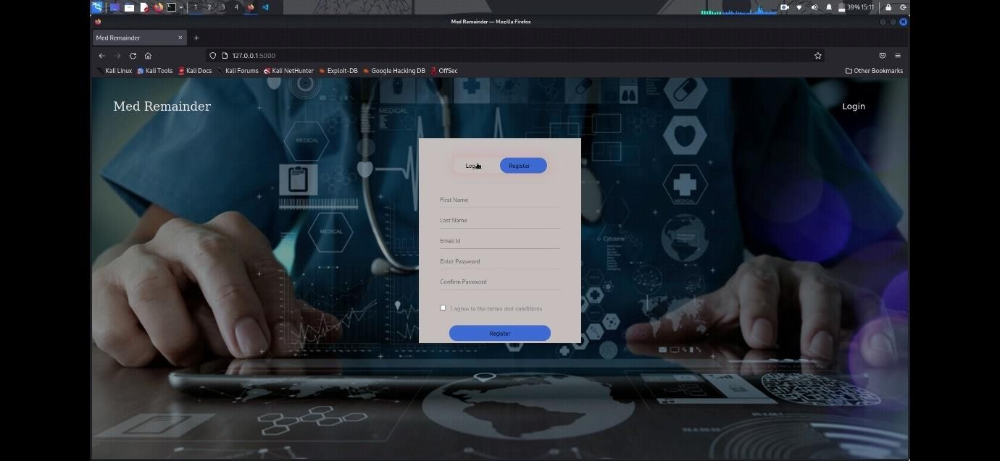 1 2 3 4
39% 15:11
Med Remainder — Mozilla Firefox
Med Remainder
127.0.0.1:5000
Kali Linux Kali Tools Kali Docs Kali Forums Kali NetHunter Exploit-DB Google Hacking DB OffSec Other Bookmarks
Med Remainder
Login
MEDICAL
MEDICAL
MEDICAL
MEDICAL
Cytosine
Register
First Name
Last Name
Email Id
Enter Password
Confirm Password
I agree to the terms and conditions
Register